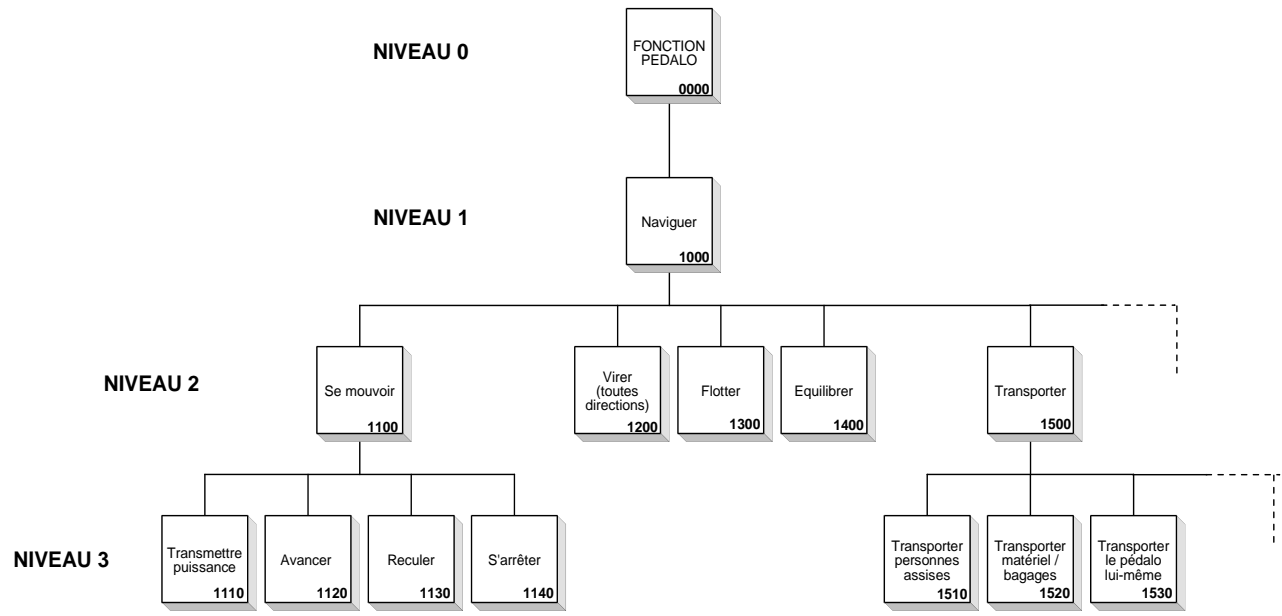 NIVEAU 0
FONCTION
PEDALO
0000
NIVEAU 1
Naviguer
1000
NIVEAU 2
Se mouvoir
1100
Virer
(toutes
directions)
1200
Flotter
1300
Equilibrer
1400
Transporter
1500
NIVEAU 3
Transmettre
puissance
1110
Avancer
1120
Reculer
1130
S'arrêter
1140
Transporter
personnes
assises
1510
Transporter
matériel /
bagages
1520
Transporter
le pédalo
lui-même
1530